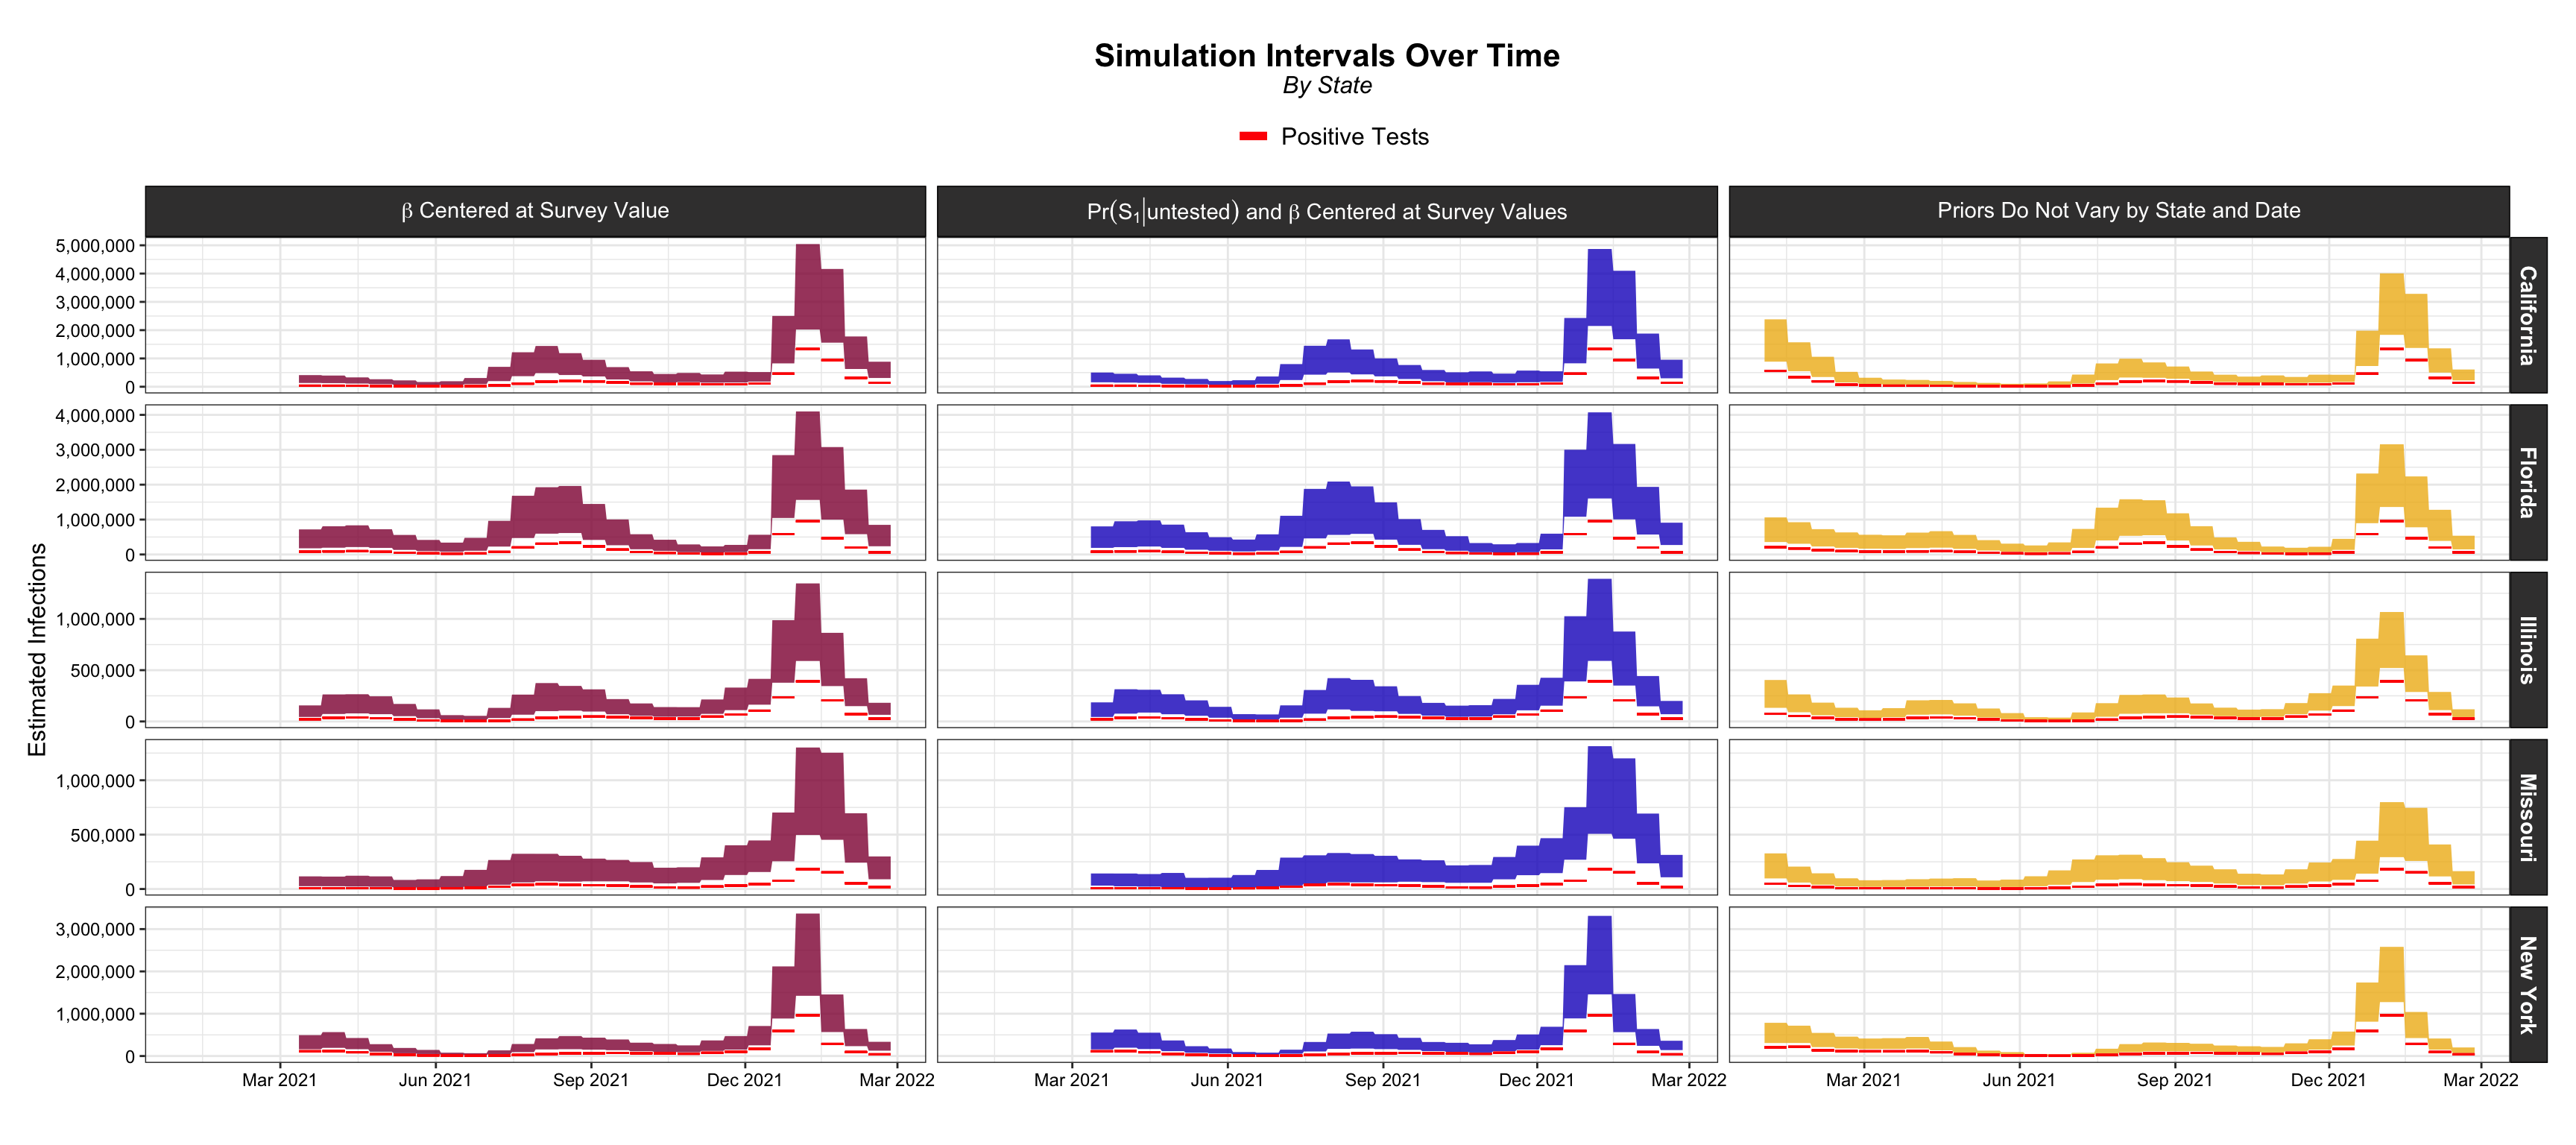 Simulation Intervals Over Time
By State
Positive Tests
β Centered at Survey Value
Pr(S₁|untested) and β Centered at Survey Values
Priors Do Not Vary by State and Date
Estimated Infections
5,000,000
4,000,000
3,000,000
2,000,000
1,000,000
0
California
4,000,000
3,000,000
2,000,000
1,000,000
0
Florida
1,000,000
500,000
0
Illinois
1,000,000
500,000
0
Missouri
3,000,000
2,000,000
1,000,000
0
New York
Mar 2021 Jun 2021 Sep 2021 Dec 2021 Mar 2022
Mar 2021 Jun 2021 Sep 2021 Dec 2021 Mar 2022
Mar 2021 Jun 2021 Sep 2021 Dec 2021 Mar 2022